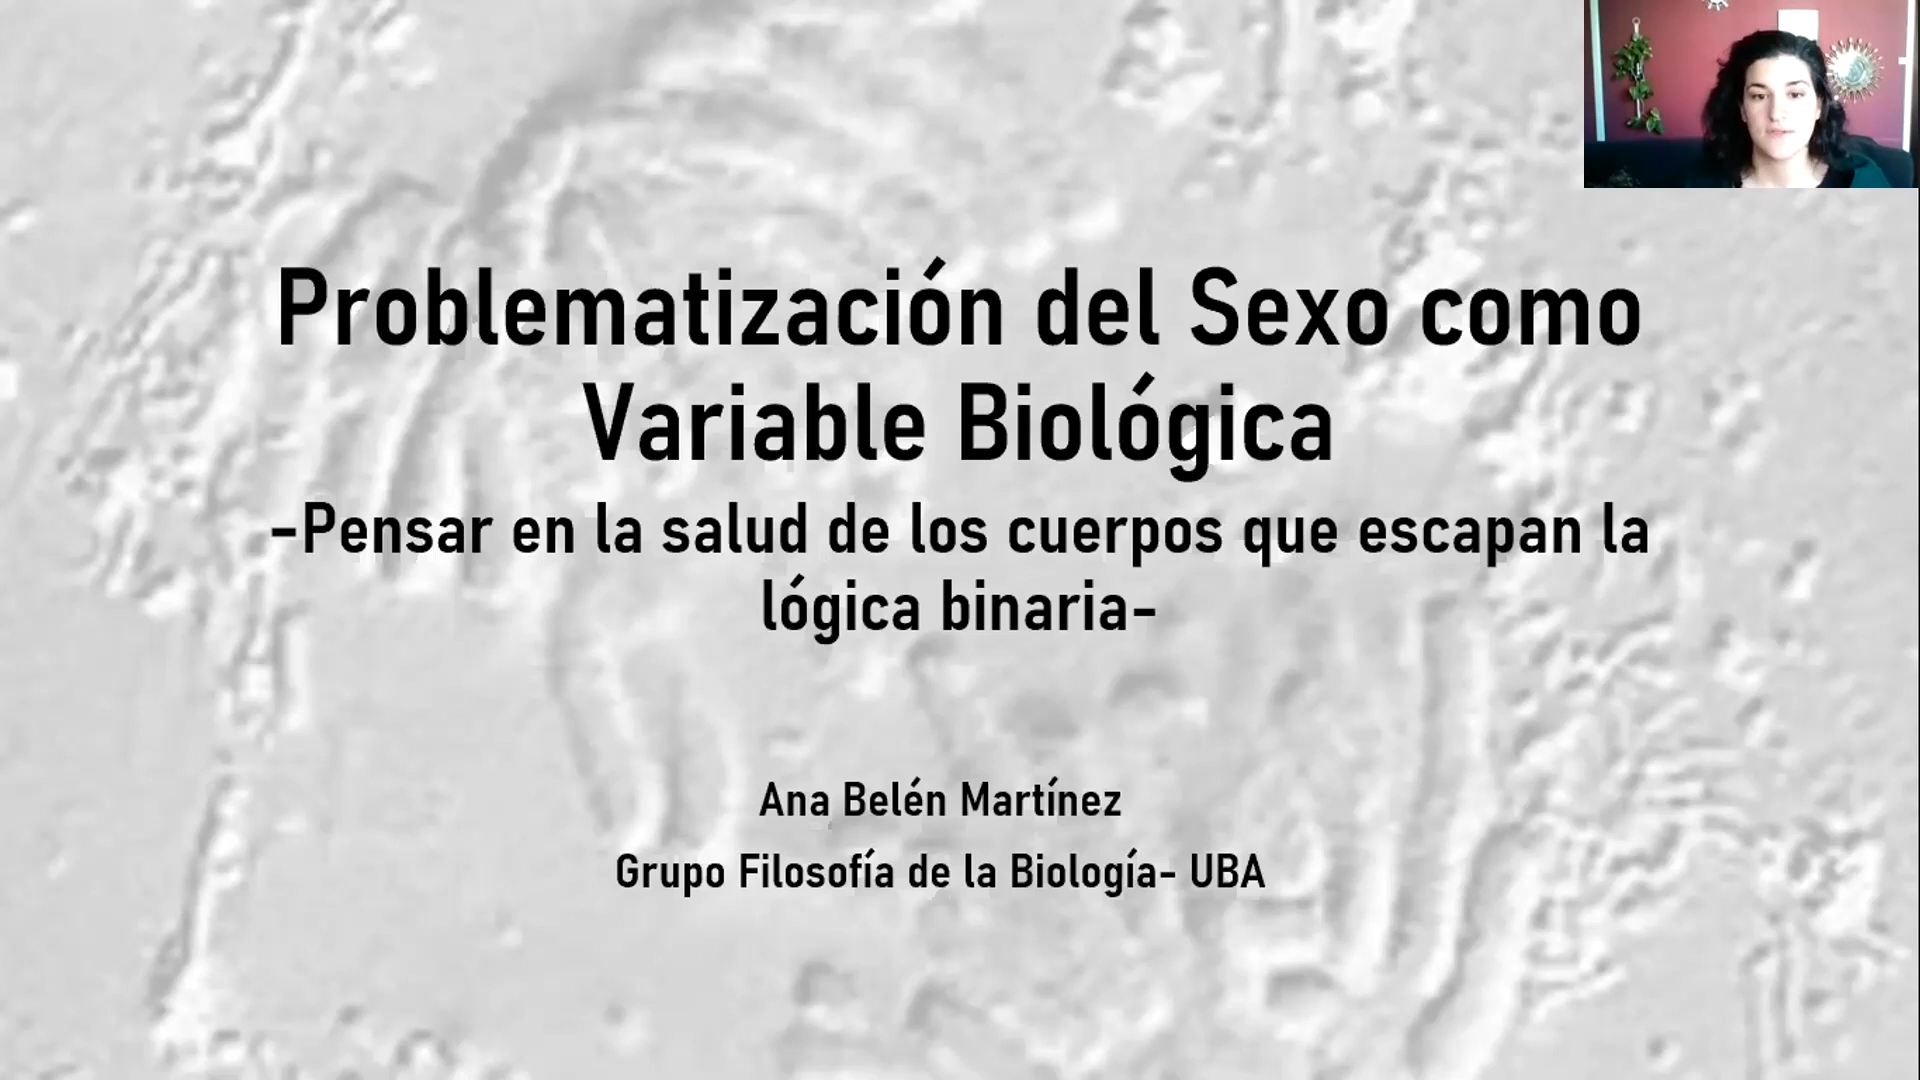 Problematización del Sexo como
Variable Biológica
-Pensar en la salud de los cuerpos que escapan la
lógica binaria-
Ana Belén Martínez
Grupo Filosofía de la Biología- UBA